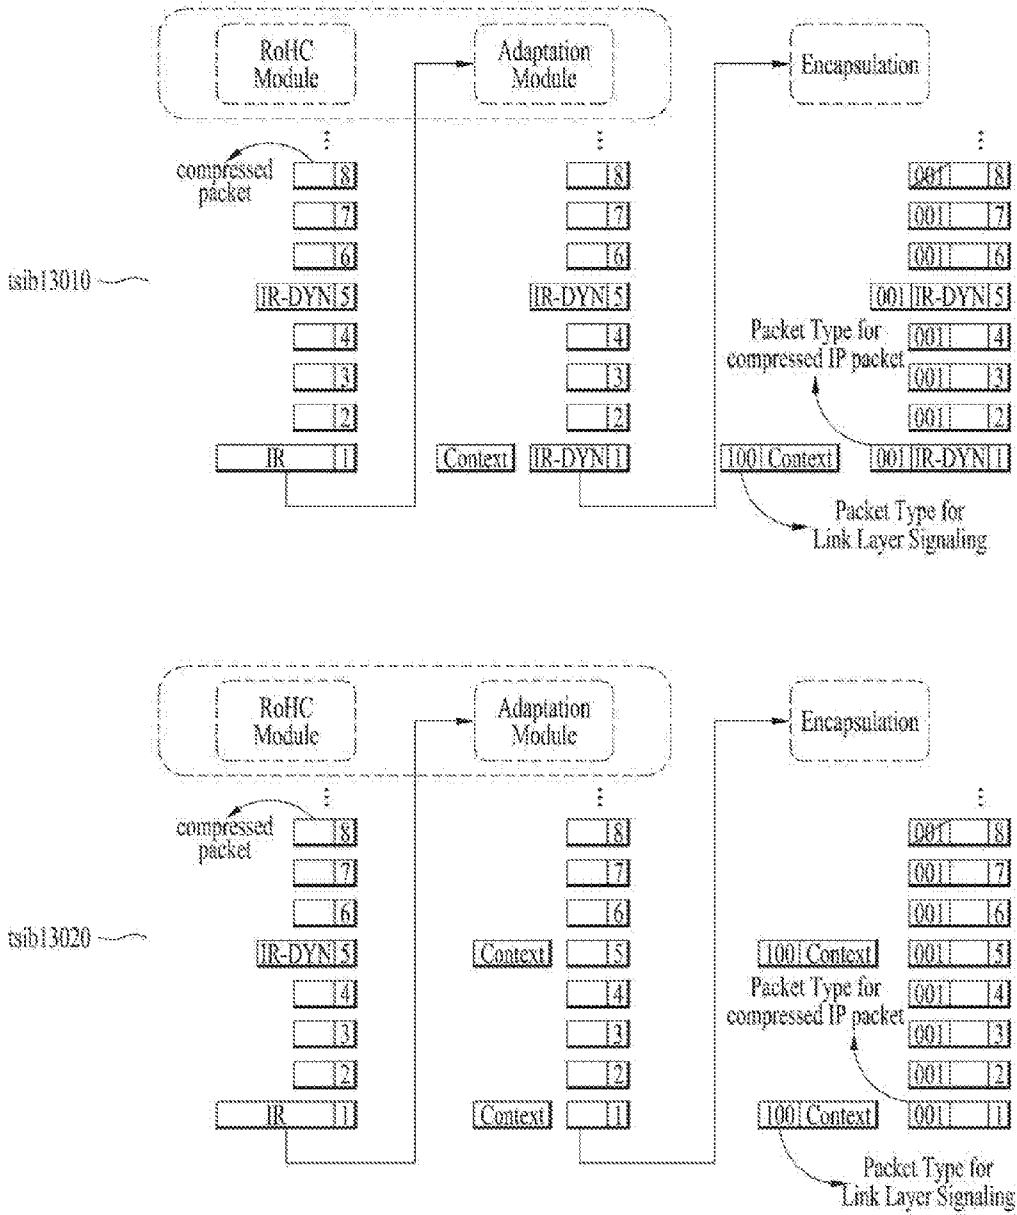 RoHC
Module
Adaptation
Module
Encapsulation
compressed
packet
8
8
001 8
7
7
001 7
6
6
001 6
tsib13010
IR-DYN 5
IR-DYN 5
001 IR-DYN 5
4
4
Packet Type for
compressed IP packet
001 4
3
3
001 3
2
2
001 2
IR 1
Context
IR-DYN 1
100 Context
001 IR-DYN 1
Packet Type for
Link Layer Signaling
RoHC
Module
Adaptation
Module
Encapsulation
compressed
packet
8
8
001 8
7
7
001 7
6
6
001 6
tsib13020
IR-DYN 5
Context
5
100 Context
001 5
4
4
Packet Type for
compressed IP packet
001 4
3
3
001 3
2
2
001 2
IR 1
Context
1
100 Context
001 1
Packet Type for
Link Layer Signaling